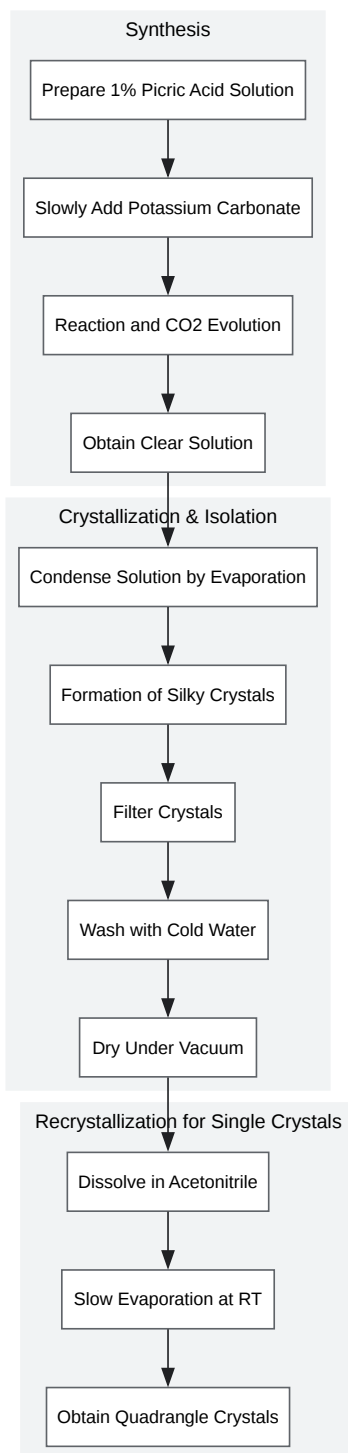 Synthesis
Prepare 1% Picric Acid Solution
Slowly Add Potassium Carbonate
Reaction and CO2 Evolution
Obtain Clear Solution
Crystallization & Isolation
Condense Solution by Evaporation
Formation of Silky Crystals
Filter Crystals
Wash with Cold Water
Dry Under Vacuum
Recrystallization for Single Crystals
Dissolve in Acetonitrile
Slow Evaporation at RT
Obtain Quadrangle Crystals